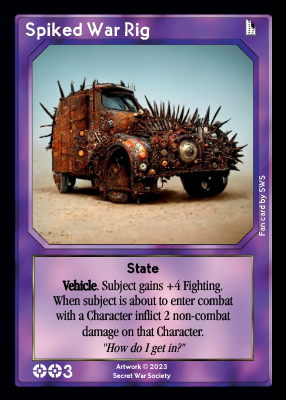 Spiked War Rig
Fan card by SWS
State
Vehicle. Subject gains +4 Fighting.
When subject is about to enter combat
with a Character inflict 2 non-combat
damage on that Character.
"How do I get in?"
3
Artwork © 2023
Secret War Society